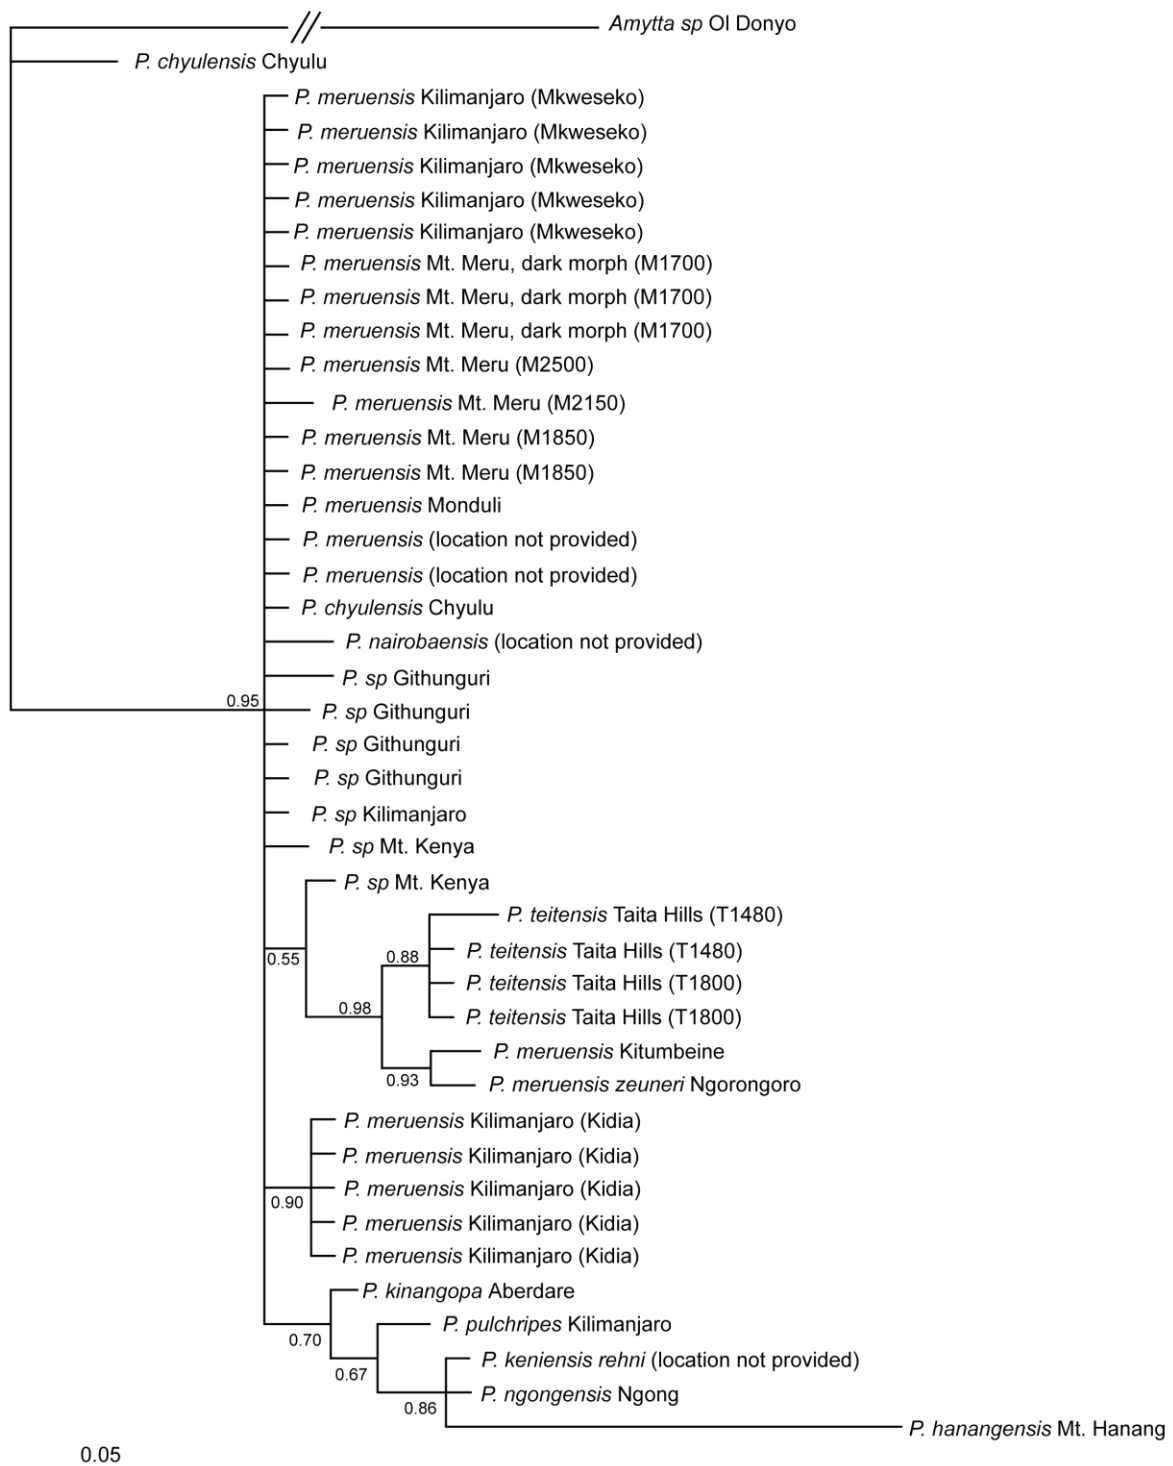 Amytta sp Ol Donyo
P. chyulensis Chyulu
P. meruensis Kilimanjaro (Mkweseko)
P. meruensis Kilimanjaro (Mkweseko)
P. meruensis Kilimanjaro (Mkweseko)
P. meruensis Kilimanjaro (Mkweseko)
P. meruensis Kilimanjaro (Mkweseko)
P. meruensis Mt. Meru, dark morph (M1700)
P. meruensis Mt. Meru, dark morph (M1700)
P. meruensis Mt. Meru, dark morph (M1700)
P. meruensis Mt. Meru (M2500)
P. meruensis Mt. Meru (M2150)
P. meruensis Mt. Meru (M1850)
P. meruensis Mt. Meru (M1850)
P. meruensis Monduli
P. meruensis (location not provided)
P. meruensis (location not provided)
P. chyulensis Chyulu
P. nairobaensis (location not provided)
P. sp Githunguri
0.95
P. sp Githunguri
P. sp Githunguri
P. sp Githunguri
P. sp Kilimanjaro
P. sp Mt. Kenya
P. sp Mt. Kenya
P. teitensis Taita Hills (T1480)
P. teitensis Taita Hills (T1480)
0.88
0.55
P. teitensis Taita Hills (T1800)
0.98
P. teitensis Taita Hills (T1800)
P. meruensis Kitumbeine
0.93
P. meruensis zeuneri Ngorongoro
P. meruensis Kilimanjaro (Kidia)
P. meruensis Kilimanjaro (Kidia)
P. meruensis Kilimanjaro (Kidia)
0.90
P. meruensis Kilimanjaro (Kidia)
P. meruensis Kilimanjaro (Kidia)
P. kinangopa Aberdare
P. pulchripes Kilimanjaro
0.70
P. keniensis rehni (location not provided)
0.67
P. ngongensis Ngong
0.86
P. hanangensis Mt. Hanang
0.05